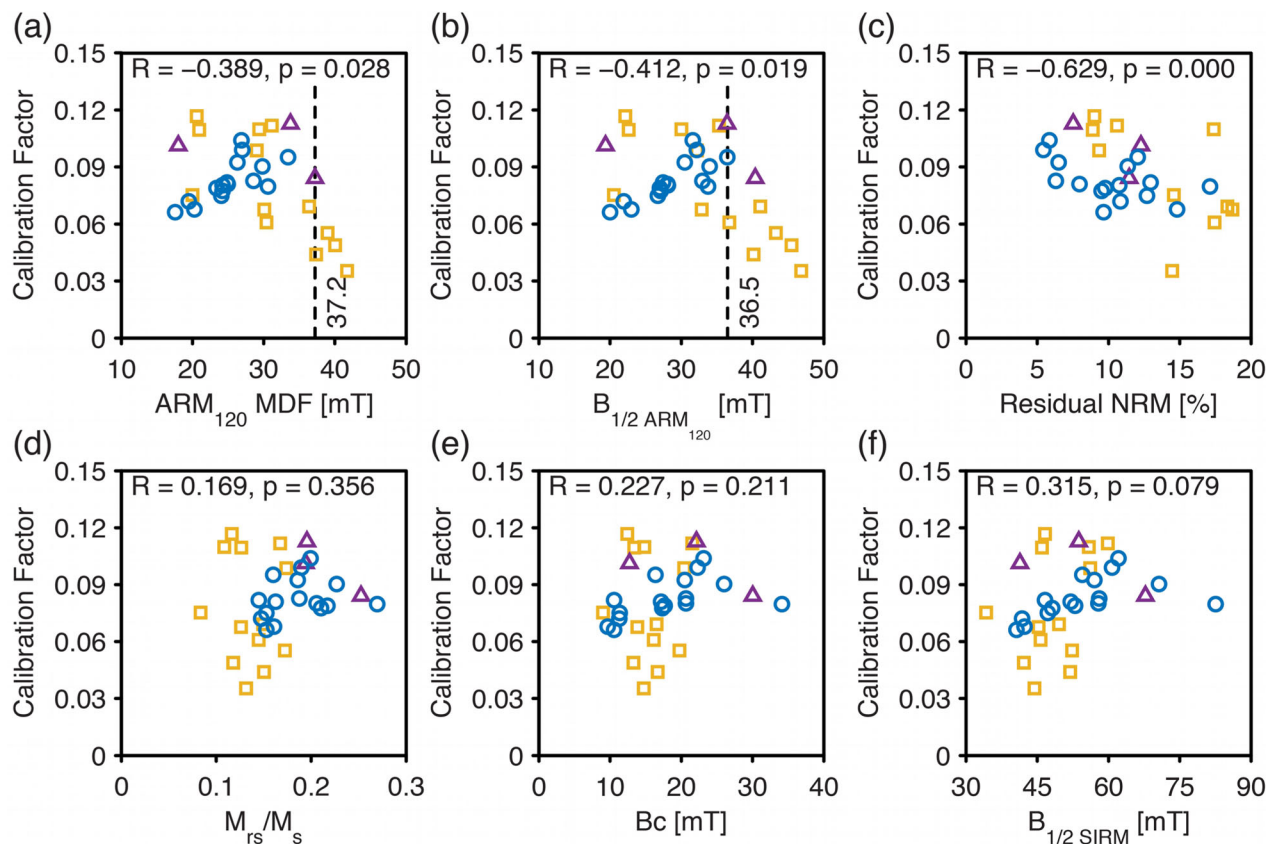 (a)
R = −0.389, p = 0.028
0.15
0.12
0.09
0.06
0.03
0
Calibration Factor
37.2
10 20 30 40 50
ARM120 MDF [mT]
(b)
R = −0.412, p = 0.019
0.15
0.12
0.09
0.06
0.03
0
Calibration Factor
36.5
10 20 30 40 50
B1/2 ARM120 [mT]
(c)
R = −0.629, p = 0.000
0.15
0.12
0.09
0.06
0.03
0
Calibration Factor
0 5 10 15 20
Residual NRM [%]
(d)
R = 0.169, p = 0.356
0.15
0.12
0.09
0.06
0.03
0
Calibration Factor
0 0.1 0.2 0.3
Mrs/Ms
(e)
R = 0.227, p = 0.211
0.15
0.12
0.09
0.06
0.03
0
Calibration Factor
0 10 20 30 40
Bc [mT]
(f)
R = 0.315, p = 0.079
0.15
0.12
0.09
0.06
0.03
0
Calibration Factor
30 45 60 75 90
B1/2 SIRM [mT]